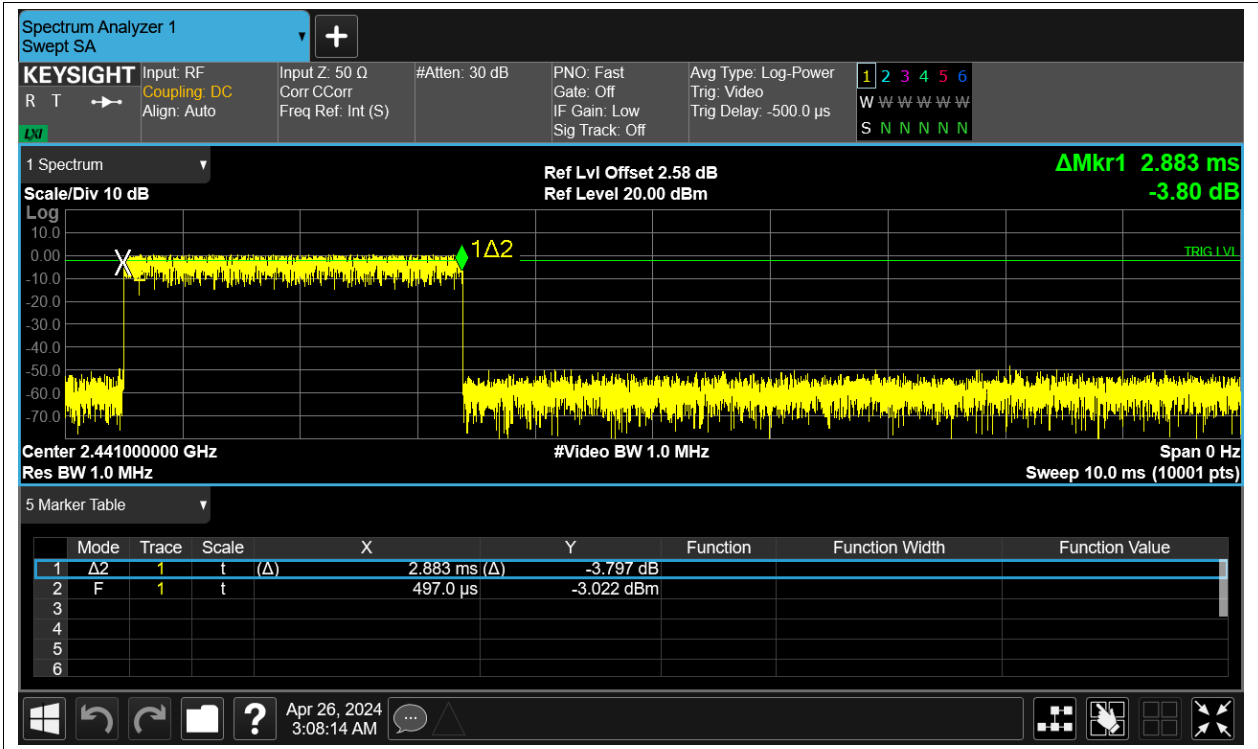 Spectrum Analyzer 1
Swept SA
KEYSIGHT Input: RF Input Z: 50 Ω #Atten: 30 dB PNO: Fast Avg Type: Log-Power 1 2 3 4 5 6
R T Coupling: DC Corr CCorr Gate: Off Trig: Video W W W W W W
Align: Auto Freq Ref: Int (S) IF Gain: Low Trig Delay: -500.0 µs
LXI Sig Track: Off S N N N N N
1 Spectrum Ref Lvl Offset 2.58 dB ΔMkr1 2.883 ms
Scale/Div 10 dB Ref Level 20.00 dBm -3.80 dB
Log
10.0
0.00 X 1Δ2 TRIG LVL
-10.0
-20.0
-30.0
-40.0
-50.0
-60.0
-70.0
Center 2.441000000 GHz #Video BW 1.0 MHz Span 0 Hz
Res BW 1.0 MHz Sweep 10.0 ms (10001 pts)
5 Marker Table
Mode Trace Scale X Y Function Function Width Function Value
1 Δ2 1 t (Δ) 2.883 ms (Δ) -3.797 dB
2 F 1 t 497.0 µs -3.022 dBm
3
4
5
6
? Apr 26, 2024
3:08:14 AM